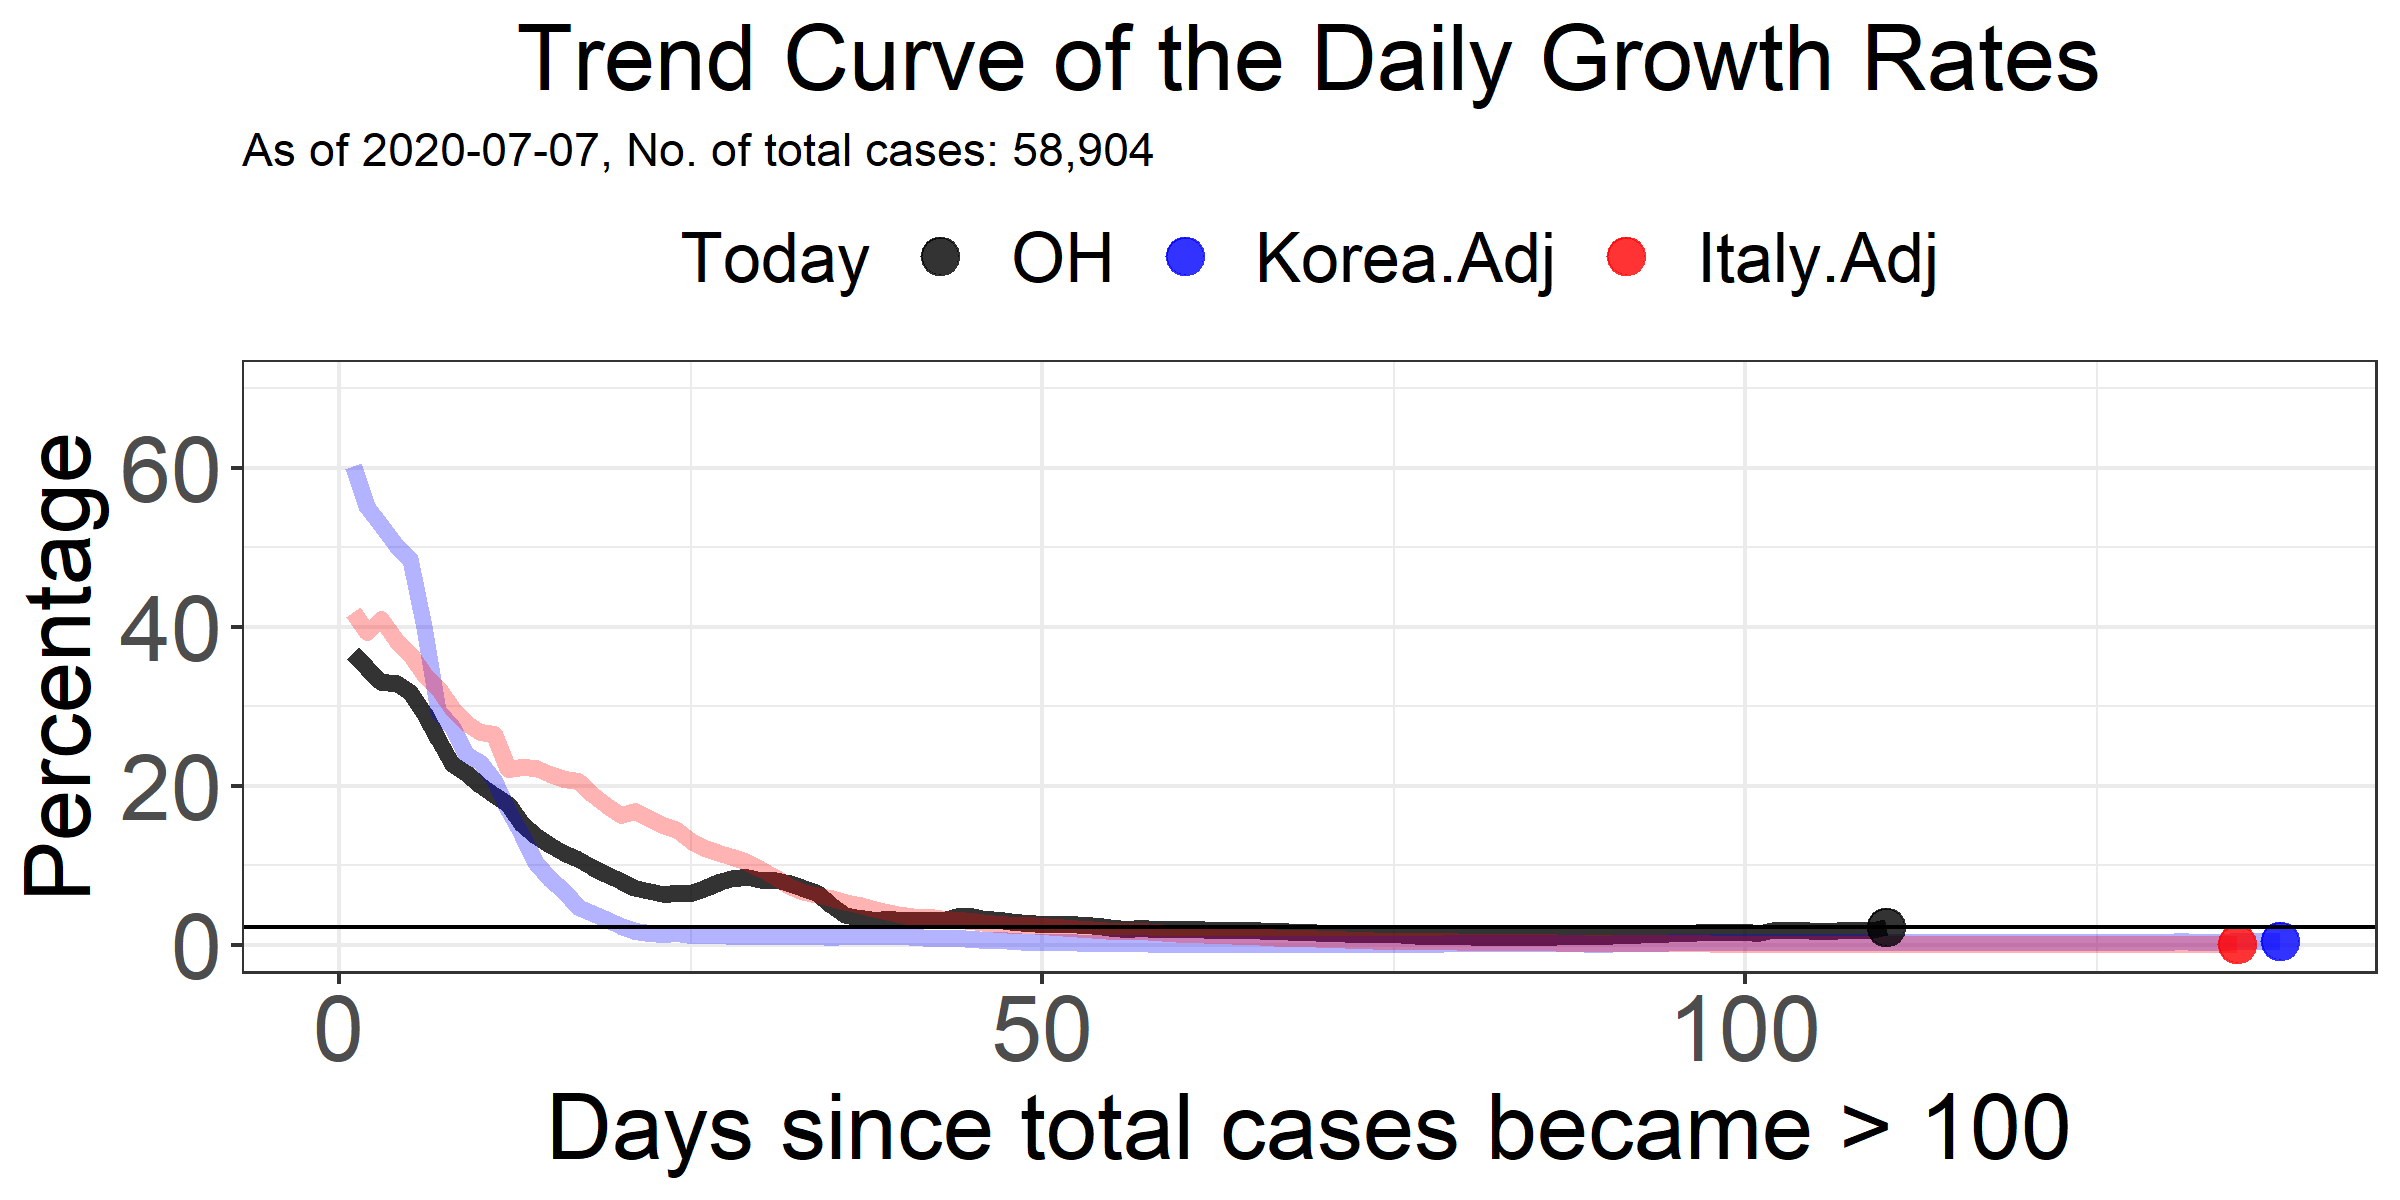 Trend Curve of the Daily Growth Rates
As of 2020-07-07, No. of total cases: 58,904
Today OH Korea.Adj Italy.Adj
Percentage
60
40
20
0
0 50 100
Days since total cases became > 100